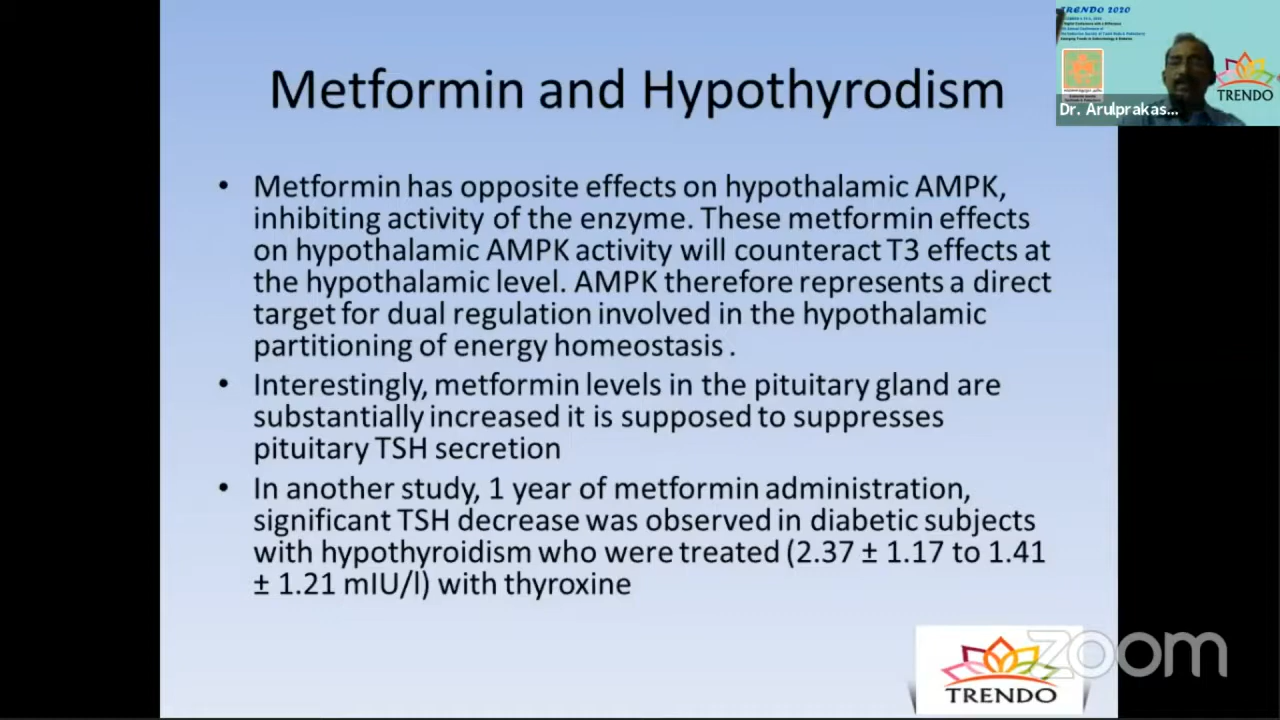 Metformin and Hypothyrodism
• Metformin has opposite effects on hypothalamic AMPK,
inhibiting activity of the enzyme. These metformin effects
on hypothalamic AMPK activity will counteract T3 effects at
the hypothalamic level. AMPK therefore represents a direct
target for dual regulation involved in the hypothalamic
partitioning of energy homeostasis .
• Interestingly, metformin levels in the pituitary gland are
substantially increased it is supposed to suppresses
pituitary TSH secretion
• In another study, 1 year of metformin administration,
significant TSH decrease was observed in diabetic subjects
with hypothyroidism who were treated (2.37 ± 1.17 to 1.41
± 1.21 mIU/l) with thyroxine
TRENDO
zoom
TRENDO 2020
TRENDO
Dr. Arulprakas...